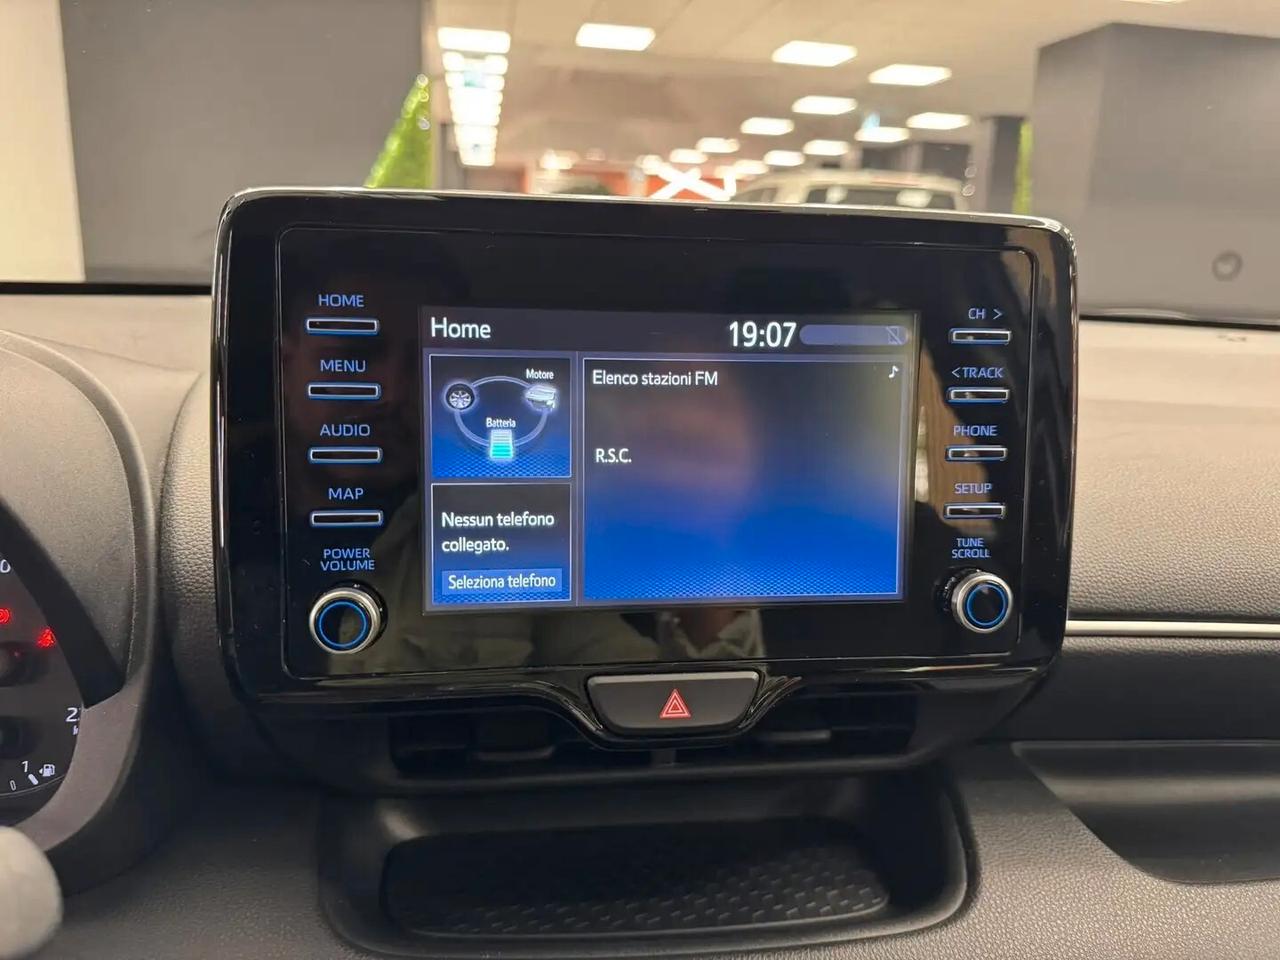 HOME
MENU
AUDIO
MAP
POWER
VOLUME
Home
19:07
Motore
Batteria
Nessun telefono
collegato.
Seleziona telefono
Elenco stazioni FM
R.S.C.
CH >
<TRACK
PHONE
SETUP
TUNE
SCROLL